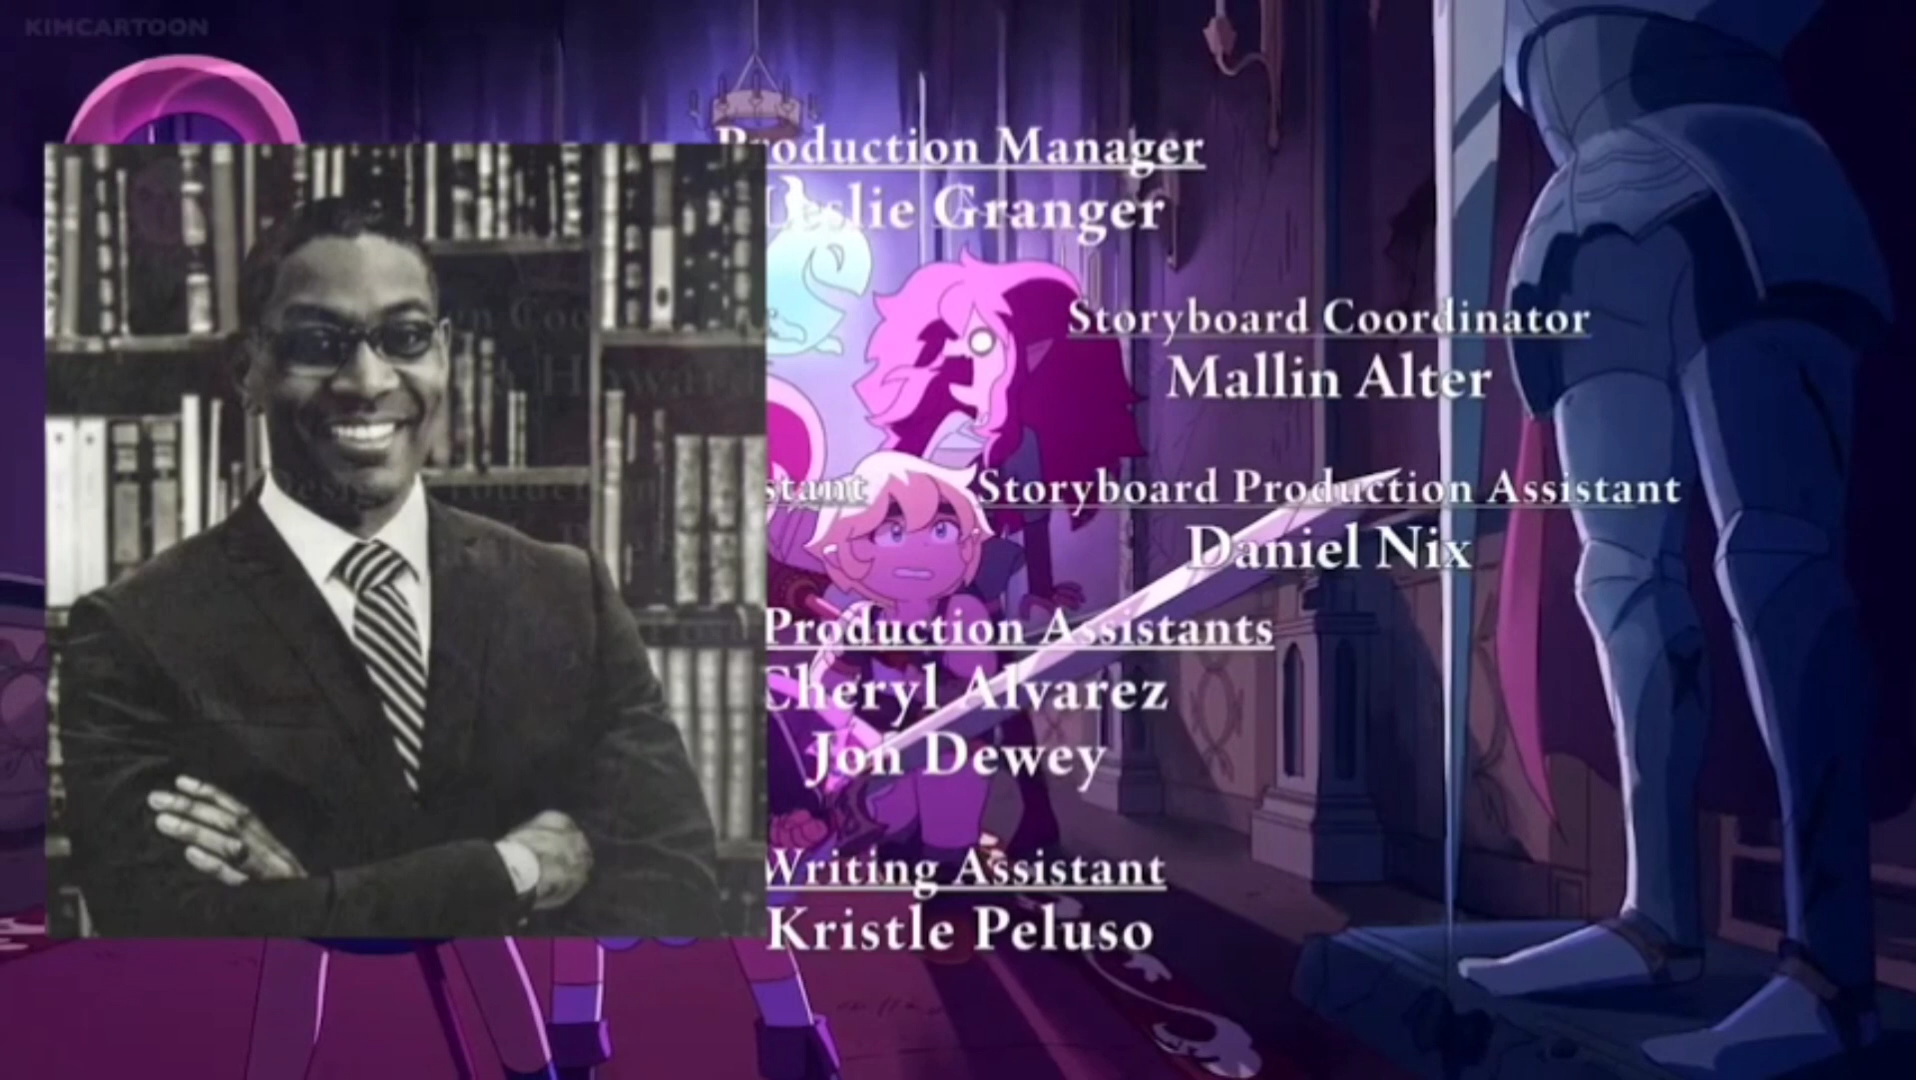 KIMCARTOON
Production Manager
Leslie Granger
Storyboard Coordinator
Mallin Alter
Storyboard Production Assistant
Daniel Nix
Production Assistants
Cheryl Alvarez
Jon Dewey
Writing Assistant
Kristle Peluso